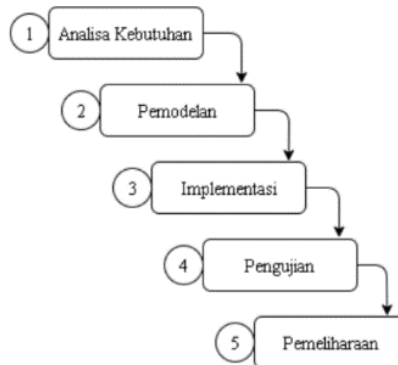 1 Analisa Kebutuhan
2 Pemodelan
3 Implementasi
4 Pengujian
5 Pemeliharaan